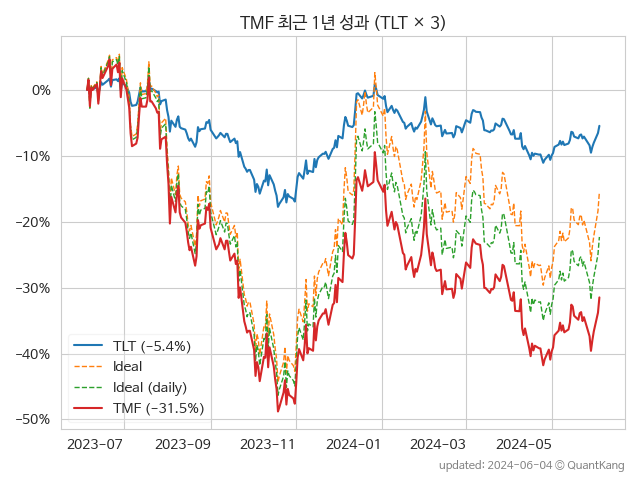 TMF 최근 1년 성과 (TLT × 3)
0%
−10%
−20%
−30%
−40%
−50%
TLT (−5.4%)
Ideal
Ideal (daily)
TMF (−31.5%)
2023-07 2023-09 2023-11 2024-01 2024-03 2024-05
updated: 2024-06-04 © QuantKang